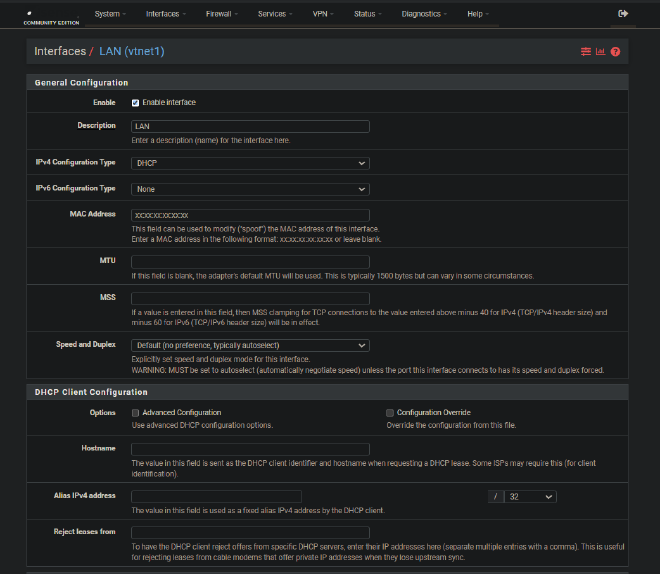 COMMUNITY EDITION
System Interfaces Firewall Services VPN Status Diagnostics Help
Interfaces / LAN (vtnet1)
General Configuration
Enable Enable interface
Description LAN
Enter a description (name) for the interface here.
IPv4 Configuration Type DHCP
IPv6 Configuration Type None
MAC Address xx:xx:xx:xx:xx:xx
This field can be used to modify ("spoof") the MAC address of this interface.
Enter a MAC address in the following format: xx:xx:xx:xx:xx:xx or leave blank.
MTU
If this field is blank, the adapter's default MTU will be used. This is typically 1500 bytes but can vary in some circumstances.
MSS
If a value is entered in this field, then MSS clamping for TCP connections to the value entered above minus 40 for IPv4 (TCP/IPv4 header size) and
minus 60 for IPv6 (TCP/IPv6 header size) will be in effect.
Speed and Duplex Default (no preference, typically autoselect)
Explicitly set speed and duplex mode for this interface.
WARNING: MUST be set to autoselect (automatically negotiate speed) unless the port this interface connects to has its speed and duplex forced.
DHCP Client Configuration
Options Advanced Configuration Configuration Override
Use advanced DHCP configuration options. Override the configuration from this file.
Hostname
The value in this field is sent as the DHCP client identifier and hostname when requesting a DHCP lease. Some ISPs may require this (for client
identification).
Alias IPv4 address / 32
The value in this field is used as a fixed alias IPv4 address by the DHCP client.
Reject leases from
To have the DHCP client reject offers from specific DHCP servers, enter their IP addresses here (separate multiple entries with a comma). This is useful
for rejecting leases from cable modems that offer private IP addresses when they lose upstream sync.